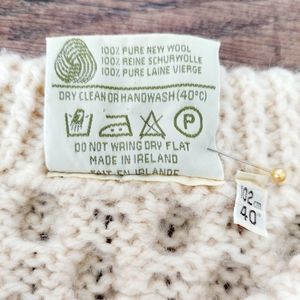 100% PURE NEW WOOL
100% REINE SCHURWOLLE
100% PURE LAINE VIERGE
DRY CLEAN OR HANDWASH (40°C)
P
DO NOT WRING DRY FLAT
MADE IN IRELAND
FAIT EN IRLANDE
102 cm
40"